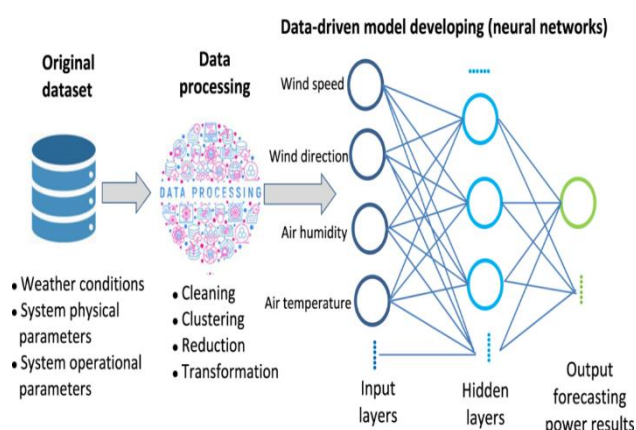 Data-driven model developing (neural networks)
Original
dataset
Data
processing
DATA PROCESSING
• Weather conditions
• System physical
parameters
• System operational
parameters
• Cleaning
• Clustering
• Reduction
• Transformation
Wind speed
Wind direction
Air humidity
Air temperature
Input
layers
Hidden
layers
Output
forecasting
power results